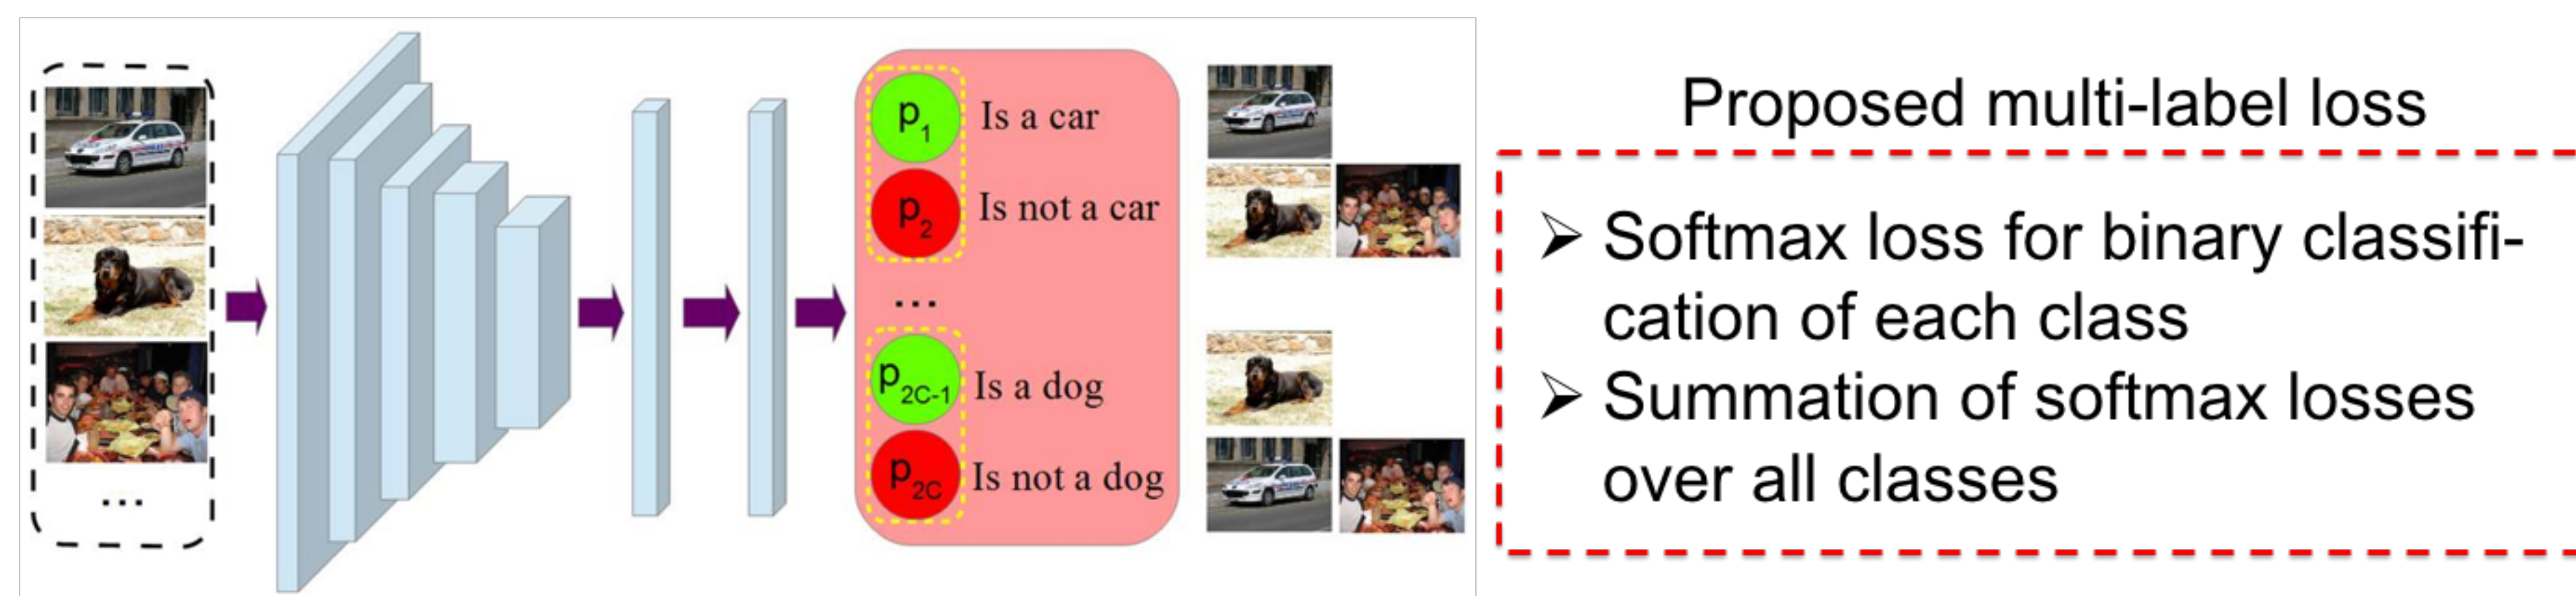 p1 Is a car
p2 Is not a car
...
p2C-1 Is a dog
p2C Is not a dog
...
Proposed multi-label loss
➢ Softmax loss for binary classifi-
cation of each class
➢ Summation of softmax losses
over all classes